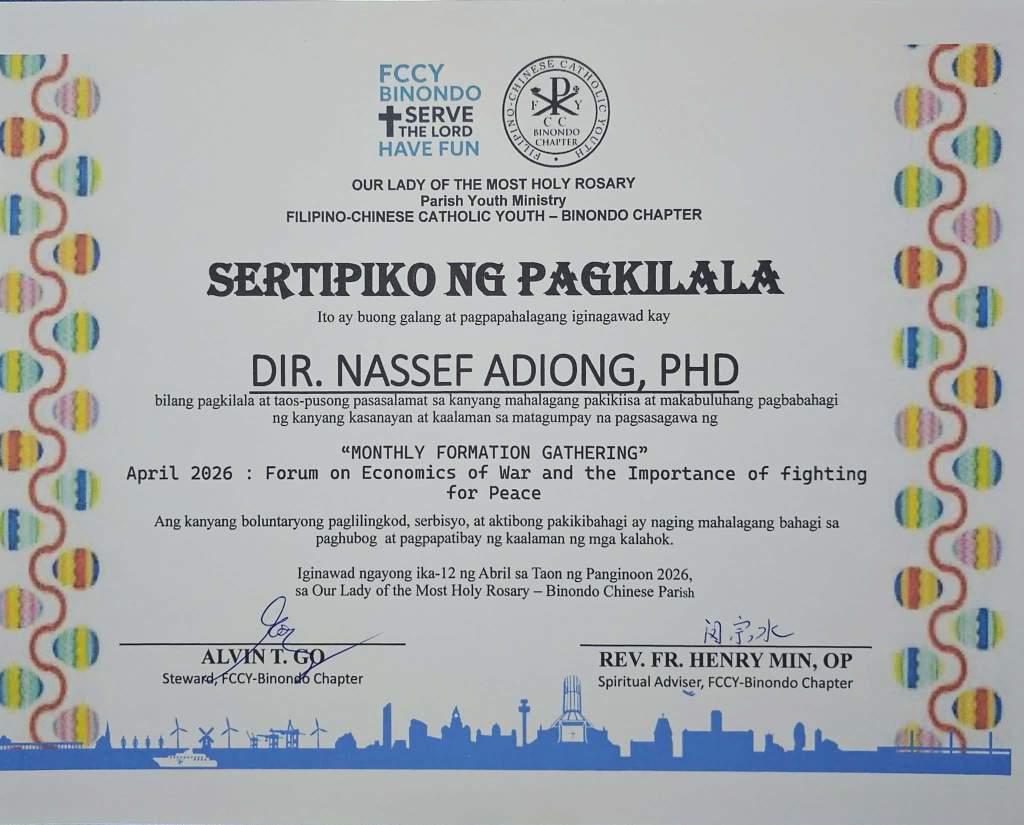 FCCY
BINONDO
SERVE
THE LORD
HAVE FUN
FILIPINO-CHINESE CATHOLIC YOUTH
F Y
C C
BINONDO
CHAPTER
OUR LADY OF THE MOST HOLY ROSARY
Parish Youth Ministry
FILIPINO-CHINESE CATHOLIC YOUTH – BINONDO CHAPTER
SERTIPIKO NG PAGKILALA
Ito ay buong galang at pagpapahalagang iginagawad kay
DIR. NASSEF ADIONG, PHD
bilang pagkilala at taos-pusong pasasalamat sa kanyang mahalagang pakikiisa at makabuluhang pagbabahagi
ng kanyang kasanayan at kaalaman sa matagumpay na pagsasagawa ng
“MONTHLY FORMATION GATHERING”
April 2026 : Forum on Economics of War and the Importance of fighting
for Peace
Ang kanyang boluntaryong paglilingkod, serbisyo, at aktibong pakikibahagi ay naging mahalagang bahagi sa
paghubog at pagpapatibay ng kaalaman ng mga kalahok.
Iginawad ngayong ika-12 ng Abril sa Taon ng Panginoon 2026,
sa Our Lady of the Most Holy Rosary – Binondo Chinese Parish
闵宗水
ALVIN T. GO
Steward, FCCY-Binondo Chapter
REV. FR. HENRY MIN, OP
Spiritual Adviser, FCCY-Binondo Chapter